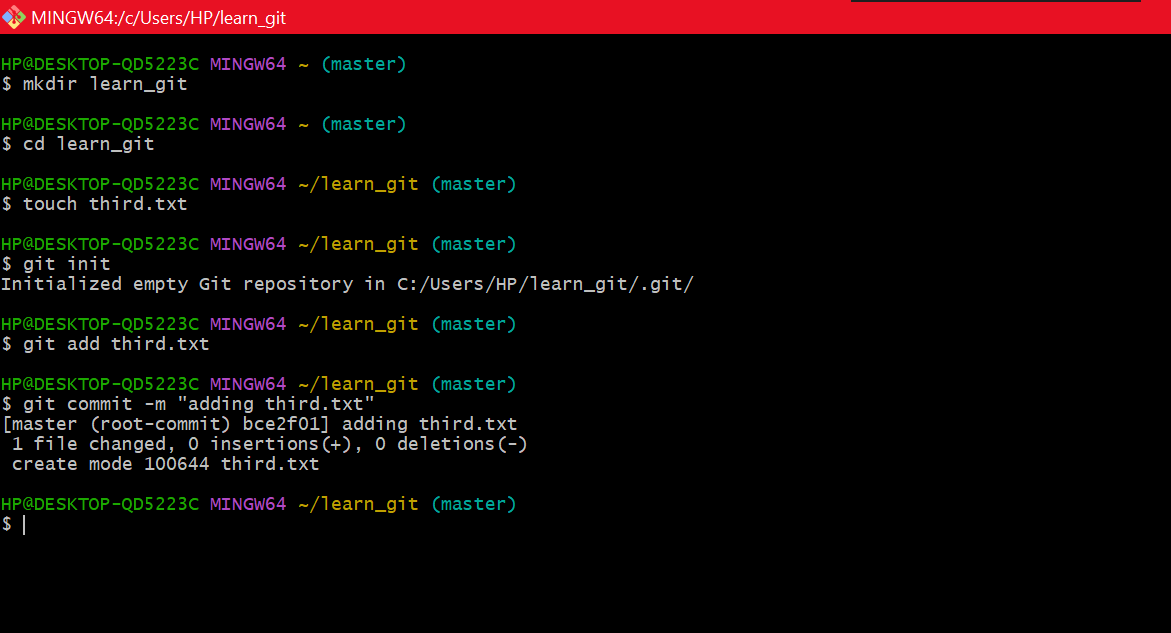 MINGW64:/c/Users/HP/learn_git
HP@DESKTOP-QD5223C MINGW64 ~ (master)
$ mkdir learn_git
HP@DESKTOP-QD5223C MINGW64 ~ (master)
$ cd learn_git
HP@DESKTOP-QD5223C MINGW64 ~/learn_git (master)
$ touch third.txt
HP@DESKTOP-QD5223C MINGW64 ~/learn_git (master)
$ git init
Initialized empty Git repository in C:/Users/HP/learn_git/.git/
HP@DESKTOP-QD5223C MINGW64 ~/learn_git (master)
$ git add third.txt
HP@DESKTOP-QD5223C MINGW64 ~/learn_git (master)
$ git commit -m "adding third.txt"
[master (root-commit) bce2f01] adding third.txt
 1 file changed, 0 insertions(+), 0 deletions(-)
 create mode 100644 third.txt
HP@DESKTOP-QD5223C MINGW64 ~/learn_git (master)
$